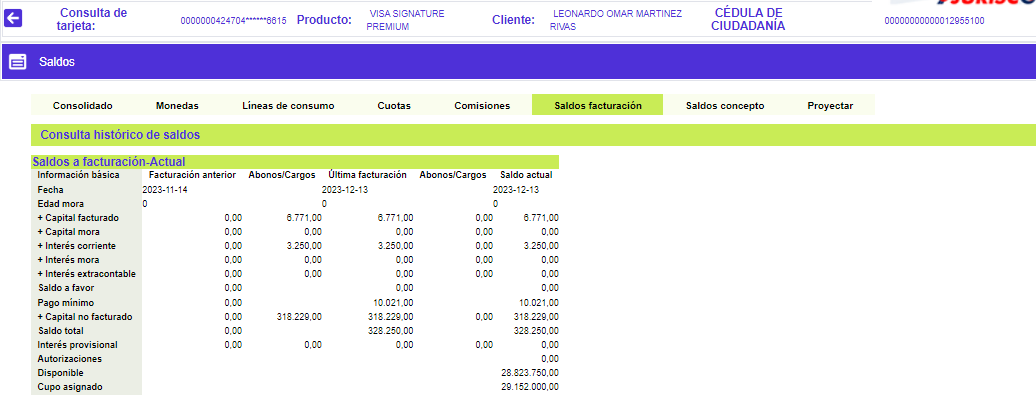 Consulta de tarjeta: 0000000424704******6615 Producto: VISA SIGNATURE PREMIUM Cliente: LEONARDO OMAR MARTINEZ RIVAS CÉDULA DE CIUDADANÍA 00000000000012955100
Saldos
Consolidado Monedas Líneas de consumo Cuotas Comisiones Saldos facturación Saldos concepto Proyectar
Consulta histórico de saldos
Saldos a facturación-Actual
Información básica Facturación anterior Abonos/Cargos Última facturación Abonos/Cargos Saldo actual
Fecha 2023-11-14 2023-12-13 2023-12-13
Edad mora 0 0 0
+ Capital facturado 0,00 6.771,00 6.771,00 0,00 6.771,00
+ Capital mora 0,00 0,00 0,00 0,00 0,00
+ Interés corriente 0,00 3.250,00 3.250,00 0,00 3.250,00
+ Interés mora 0,00 0,00 0,00 0,00 0,00
+ Interés extracontable 0,00 0,00 0,00 0,00 0,00
Saldo a favor 0,00 0,00 0,00
Pago mínimo 0,00 10.021,00 10.021,00
+ Capital no facturado 0,00 318.229,00 318.229,00 0,00 318.229,00
Saldo total 0,00 328.250,00 328.250,00
Interés provisional 0,00 0,00 0,00 0,00 0,00
Autorizaciones 0,00
Disponible 28.823.750,00
Cupo asignado 29.152.000,00